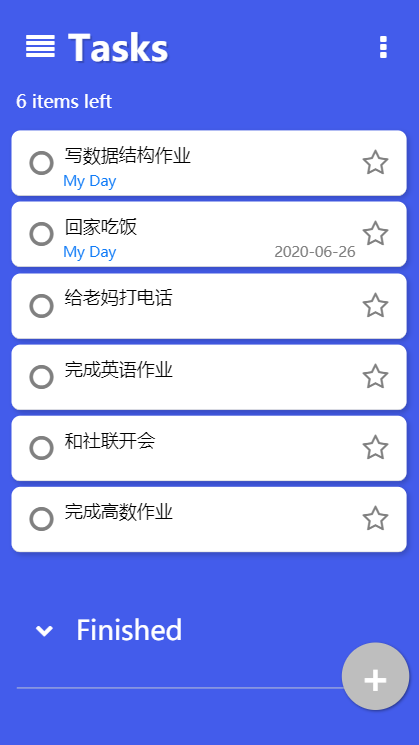 Tasks
6 items left
写数据结构作业
My Day
回家吃饭
My Day 2020-06-26
给老妈打电话
完成英语作业
和社联开会
完成高数作业
Finished